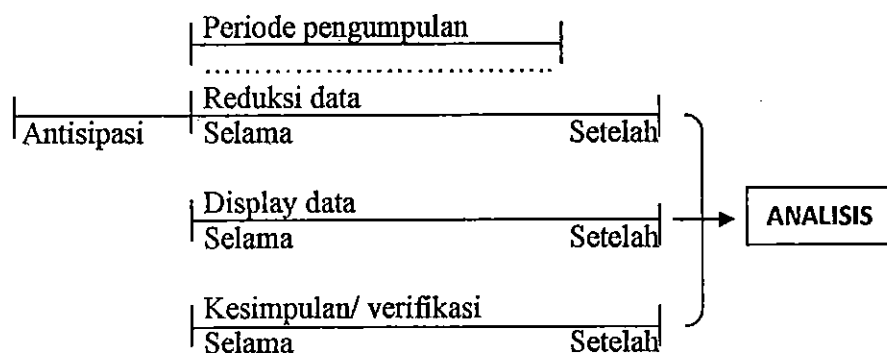 Periode pengumpulan
Reduksi data
Antisipasi
Selama
Setelah
Display data
Selama
Setelah
ANALISIS
Kesimpulan/ verifikasi
Selama
Setelah